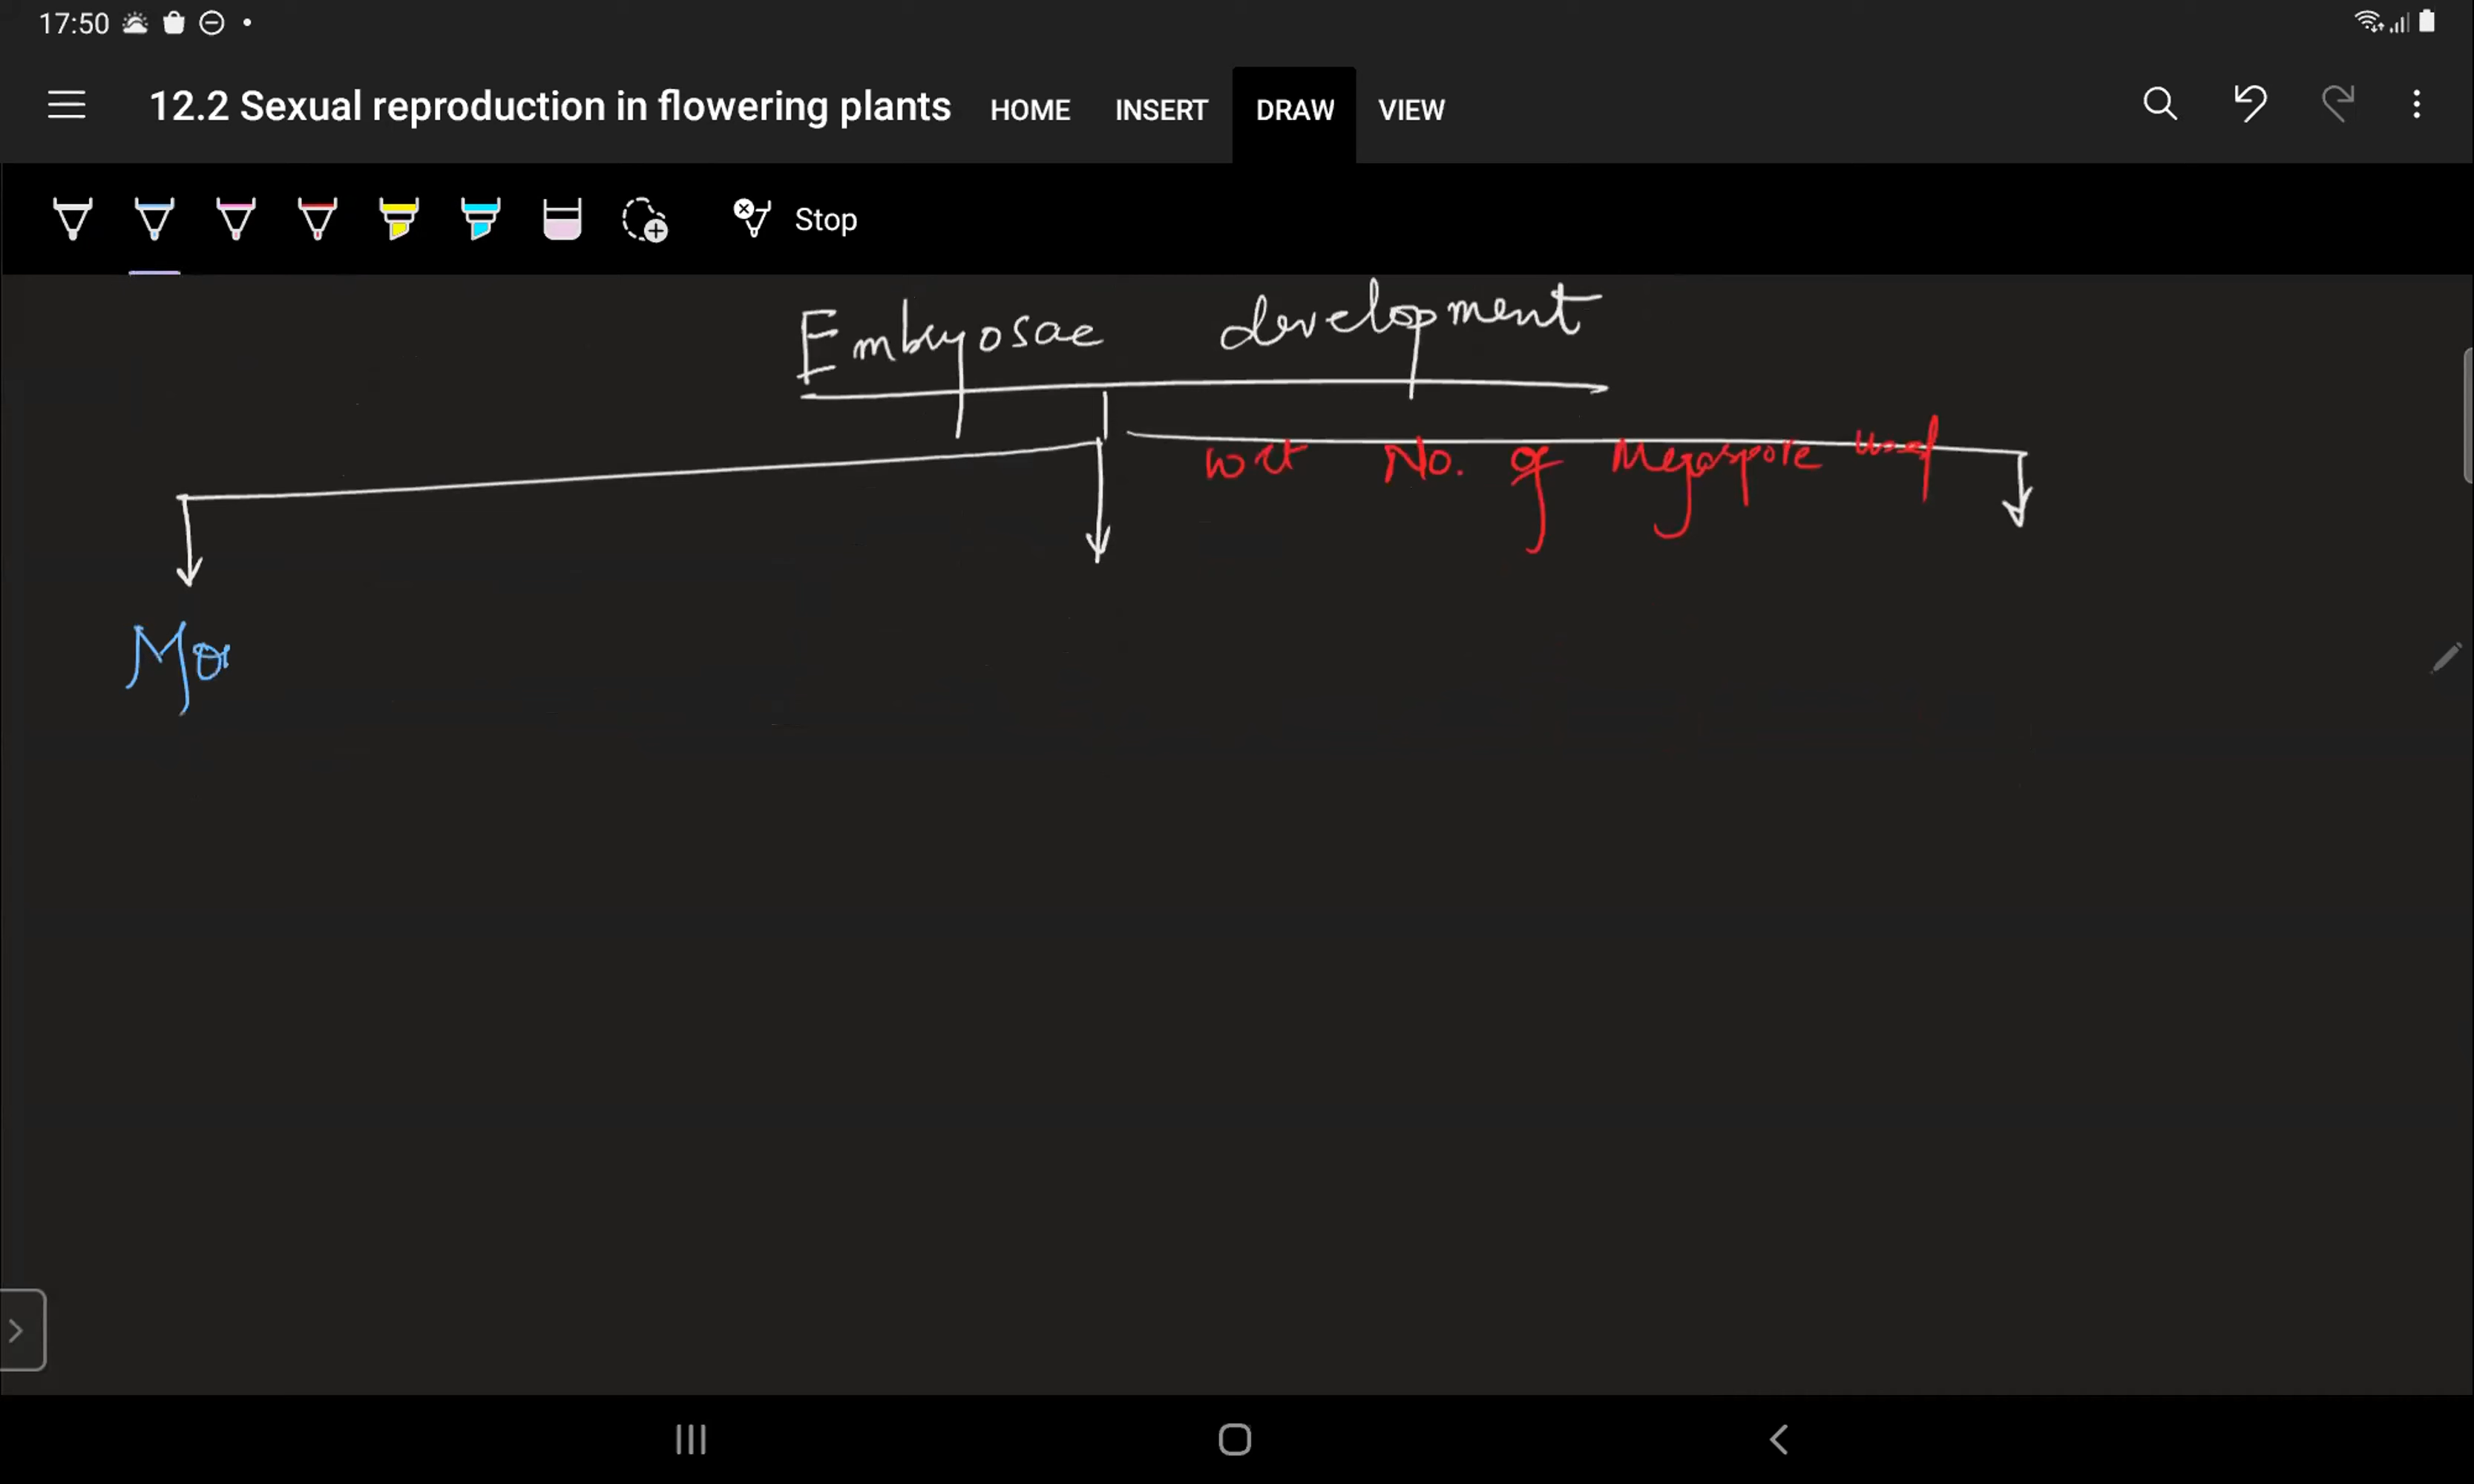 17:50
12.2 Sexual reproduction in flowering plants HOME INSERT DRAW VIEW
Stop
Embryosac development
wrt No. of Megaspore used
Mo